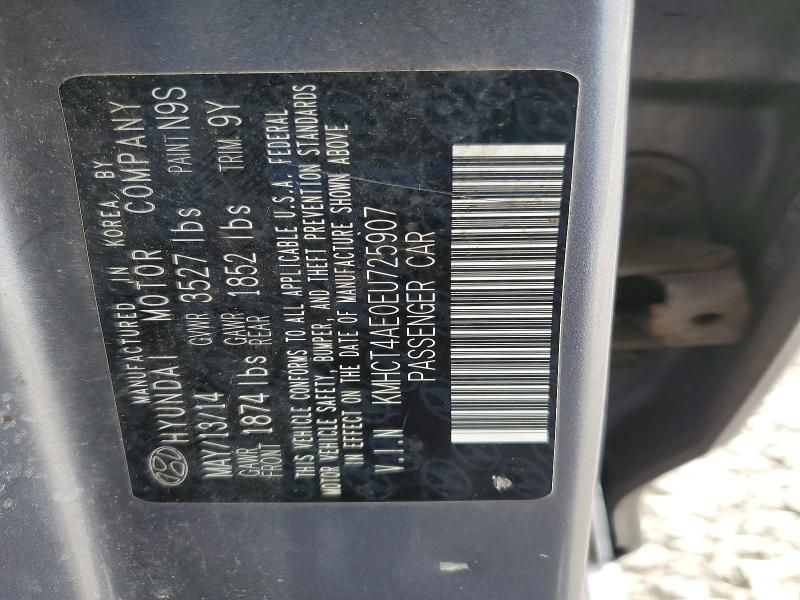 MANUFACTURED IN KOREA, BY
HYUNDAI MOTOR COMPANY
MAY/13/14 GVWR 3527 lbs PAINT N9S
GAWR FRONT 1874 lbs GAWR REAR 1852 lbs TRIM 9Y
THIS VEHICLE CONFORMS TO ALL APPLICABLE U.S.A. FEDERAL
MOTOR VEHICLE SAFETY, BUMPER, AND THEFT PREVENTION STANDARDS
IN EFFECT ON THE DATE OF MANUFACTURE SHOWN ABOVE
V.I.N KMHCT4AE0EU725907
PASSENGER CAR